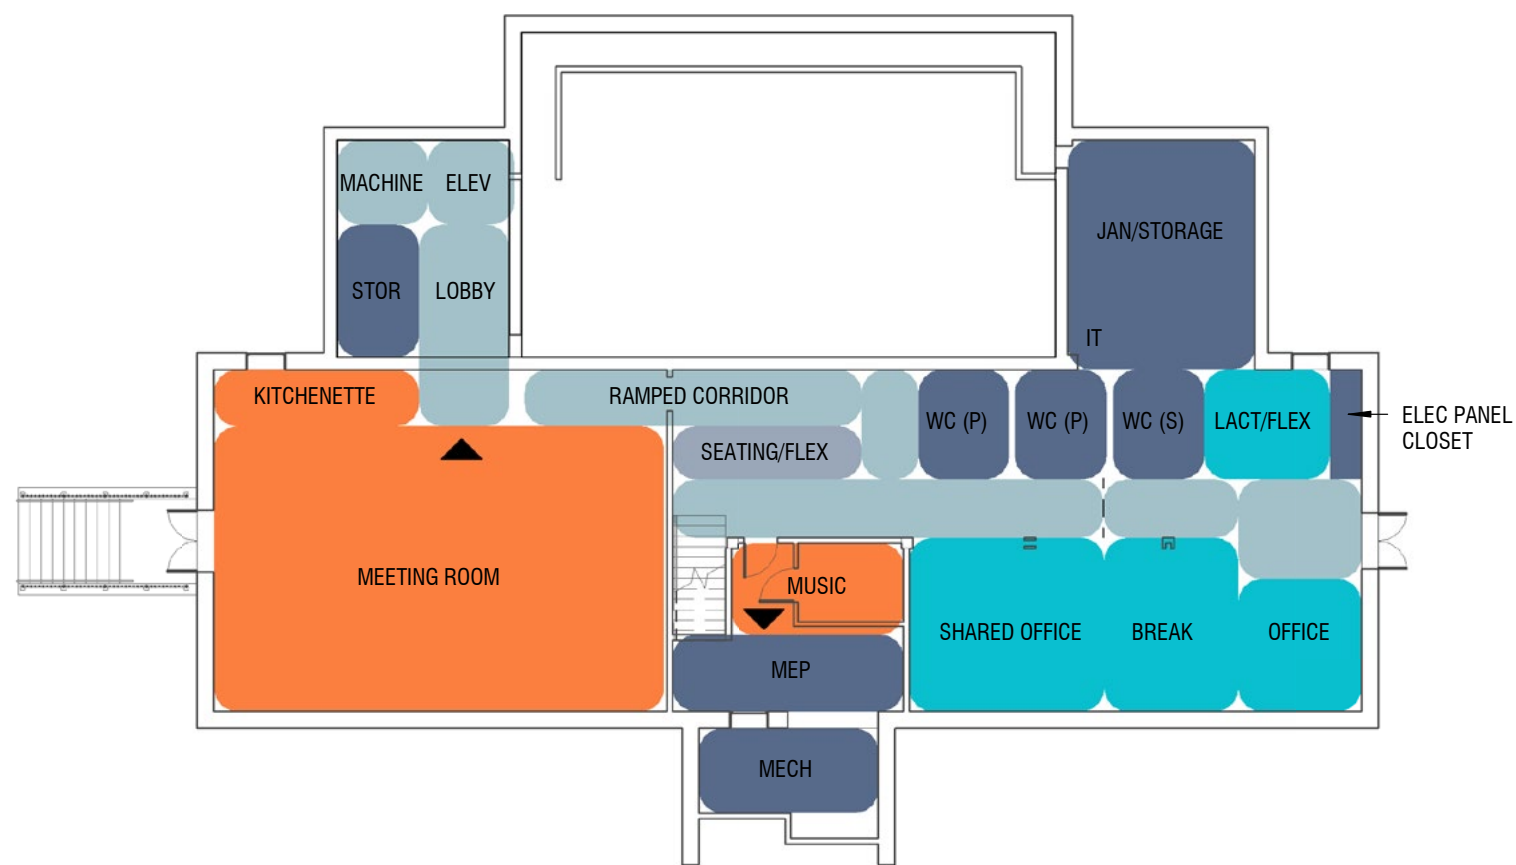 MACHINE
ELEV
JAN/STORAGE
STOR
LOBBY
IT
KITCHENETTE
RAMPED CORRIDOR
WC (P)
WC (P)
WC (S)
LACT/FLEX
ELEC PANEL
CLOSET
SEATING/FLEX
MEETING ROOM
MUSIC
SHARED OFFICE
BREAK
OFFICE
MEP
MECH